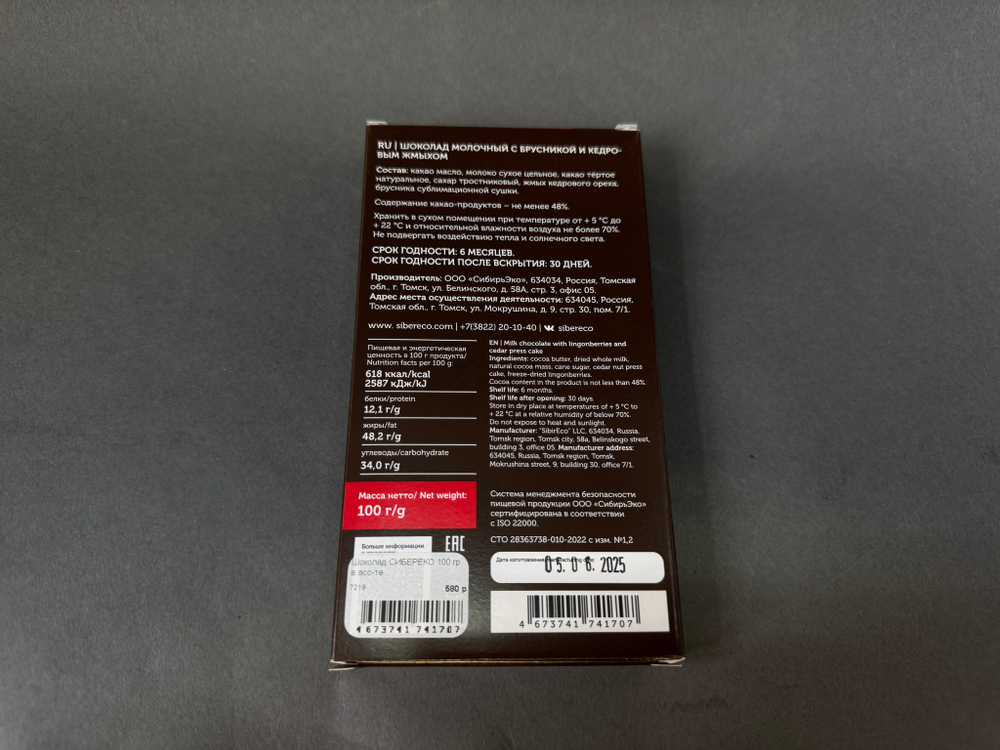 RU | ШОКОЛАД МОЛОЧНЫЙ С БРУСНИКОЙ И КЕДРО-
ВЫМ ЖМЫХОМ
Состав: какао масло, молоко сухое цельное, какао тёртое
натуральное, сахар тростниковый, жмых кедрового ореха,
брусника сублимационной сушки.
Содержание какао-продуктов – не менее 48%.
Хранить в сухом помещении при температуре от + 5 °C до
+ 22 °C и относительной влажности воздуха не более 70%.
Не подвергать воздействию тепла и солнечного света.
СРОК ГОДНОСТИ: 6 МЕСЯЦЕВ.
СРОК ГОДНОСТИ ПОСЛЕ ВСКРЫТИЯ: 30 ДНЕЙ.
Производитель: ООО «СибирьЭко», 634034, Россия, Томская
обл., г. Томск, ул. Белинского, д. 58А, стр. 3, офис 05.
Адрес места осуществления деятельности: 634045, Россия,
Томская обл., г. Томск, ул. Мокрушина, д. 9, стр. 30, пом. 7/1.
www. sibereco.com | +7(3822) 20-10-40 | sibereco
Пищевая и энергетическая
ценность в 100 г продукта/
Nutrition facts per 100 g:
618 ккал/kcal
2587 кДж/kJ
белки/protein
12,1 г/g
жиры/fat
48,2 г/g
углеводы/carbohydrate
34,0 г/g
Масса нетто/ Net weight:
100 г/g
EN | Milk chocolate with lingonberries and
cedar press cake
Ingredients: cocoa butter, dried whole milk,
natural cocoa mass, cane sugar, cedar nut press
cake, freeze-dried lingonberries.
Cocoa content in the product is not less than 48%.
Shelf life: 6 months.
Shelf life after opening: 30 days.
Store in dry place at temperatures of + 5 °C to
+ 22 °C at a relative humidity of below 70%.
Do not expose to heat and sunlight.
Manufacturer: "SibirEco" LLC, 634034, Russia,
Tomsk region, Tomsk city, 58a, Belinskogo street,
building 3, office 05. Manufacturer address:
634045, Russia, Tomsk region, Tomsk,
Mokrushina street, 9, building 30, office 7/1.
Система менеджмента безопасности
пищевой продукции ООО «СибирьЭко»
сертифицирована в соответствии
с ISO 22000.
СТО 28363738-010-2022 с изм. №1,2
Больше информации
EAC
Шоколад СИБЕРЕКО 100 гр
в асс-те
7219 580 р
4 673741 741707
Дата изготовления
05.06.2025
4 673741 741707